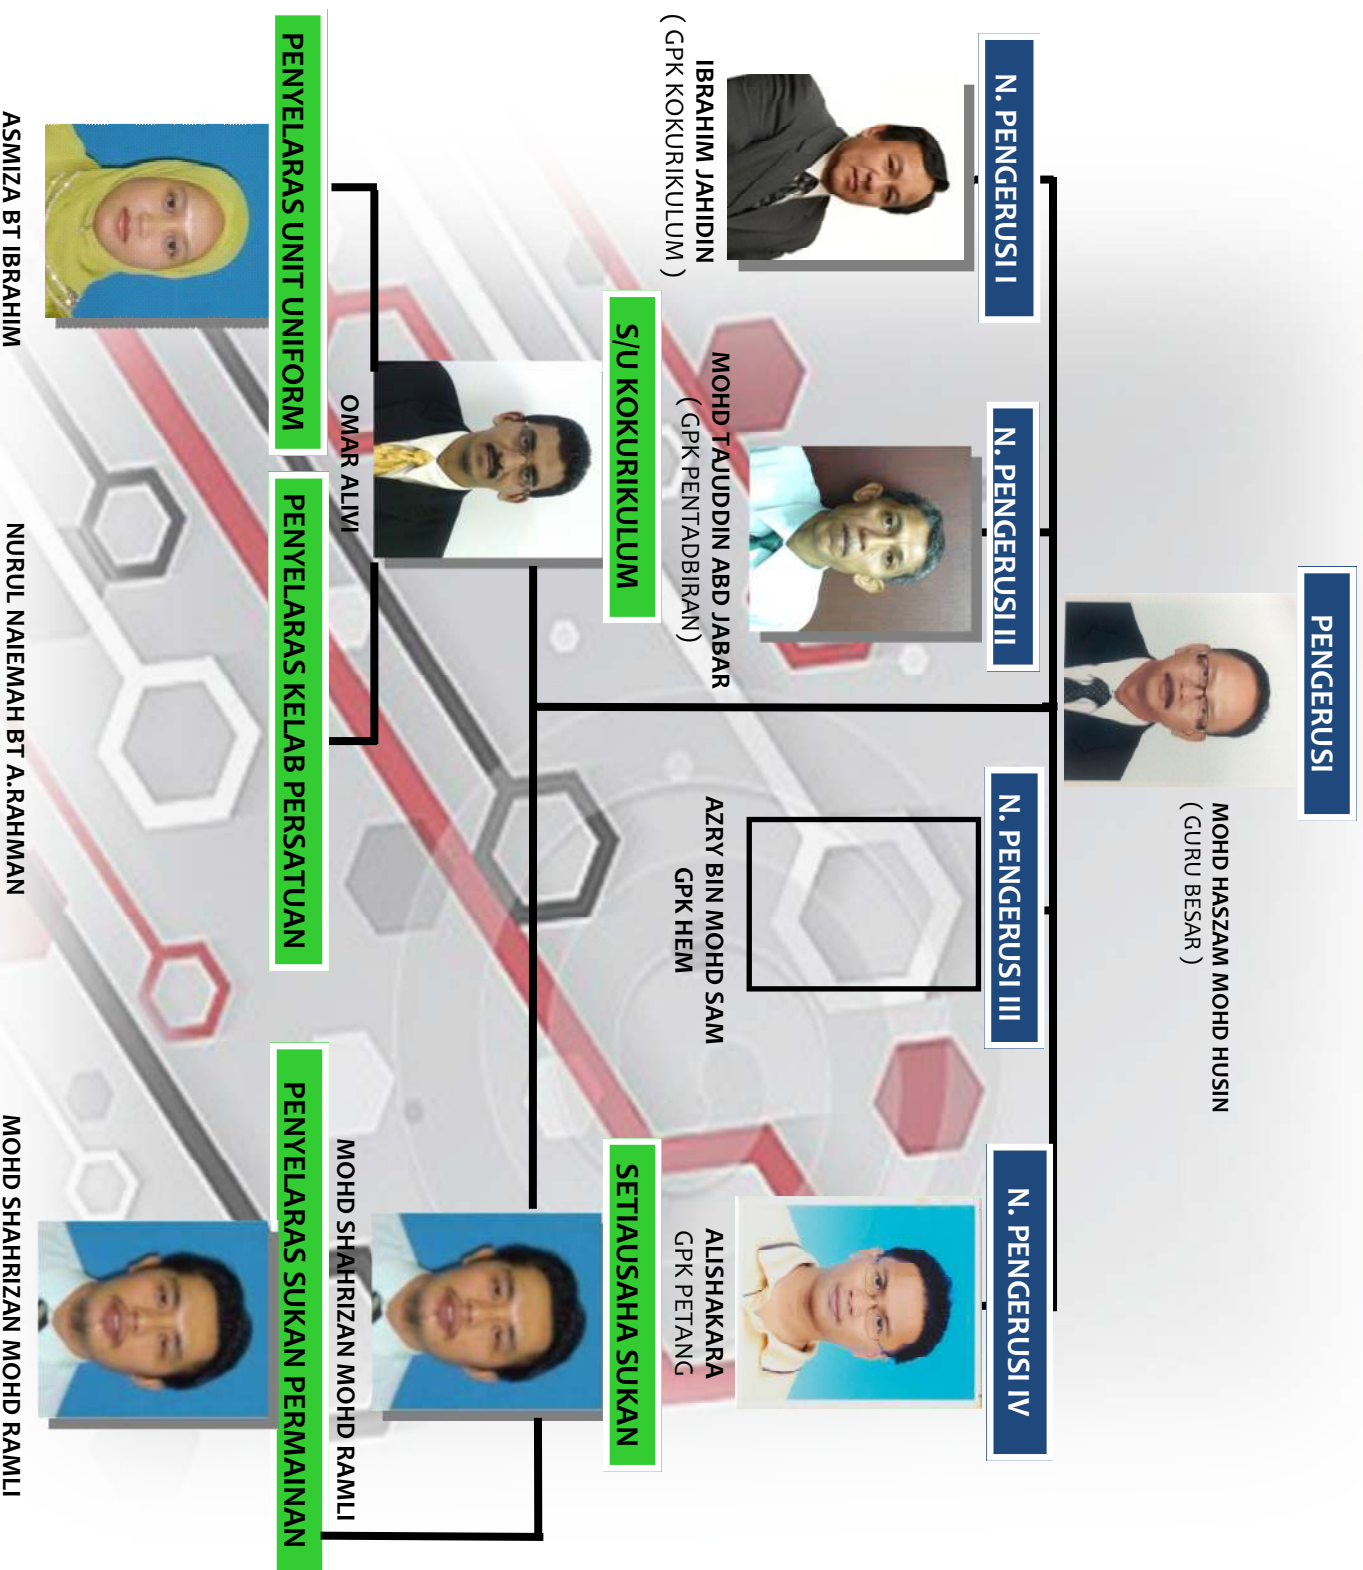 PENGERUSI
MOHD HASZAM MOHD HUSIN
( GURU BESAR )
N. PENGERUSI I
IBRAHIM JAHIDIN
( GPK KOKURIKULUM )
N. PENGERUSI II
MOHD TAJUDDIN ABD JABAR
( GPK PENTADBIRAN)
N. PENGERUSI III
AZRY BIN MOHD SAM
GPK HEM
N. PENGERUSI IV
ALISHAKARA
GPK PETANG
S/U KOKURIKULUM
OMAR ALIVI
SETIAUSAHA SUKAN
MOHD SHAHRIZAN MOHD RAMLI
PENYELARAS UNIT UNIFORM
ASMIZA BT IBRAHIM
PENYELARAS KELAB PERSATUAN
NURUL NAIEMAH BT A.RAHMAN
PENYELARAS SUKAN PERMAINAN
MOHD SHAHRIZAN MOHD RAMLI